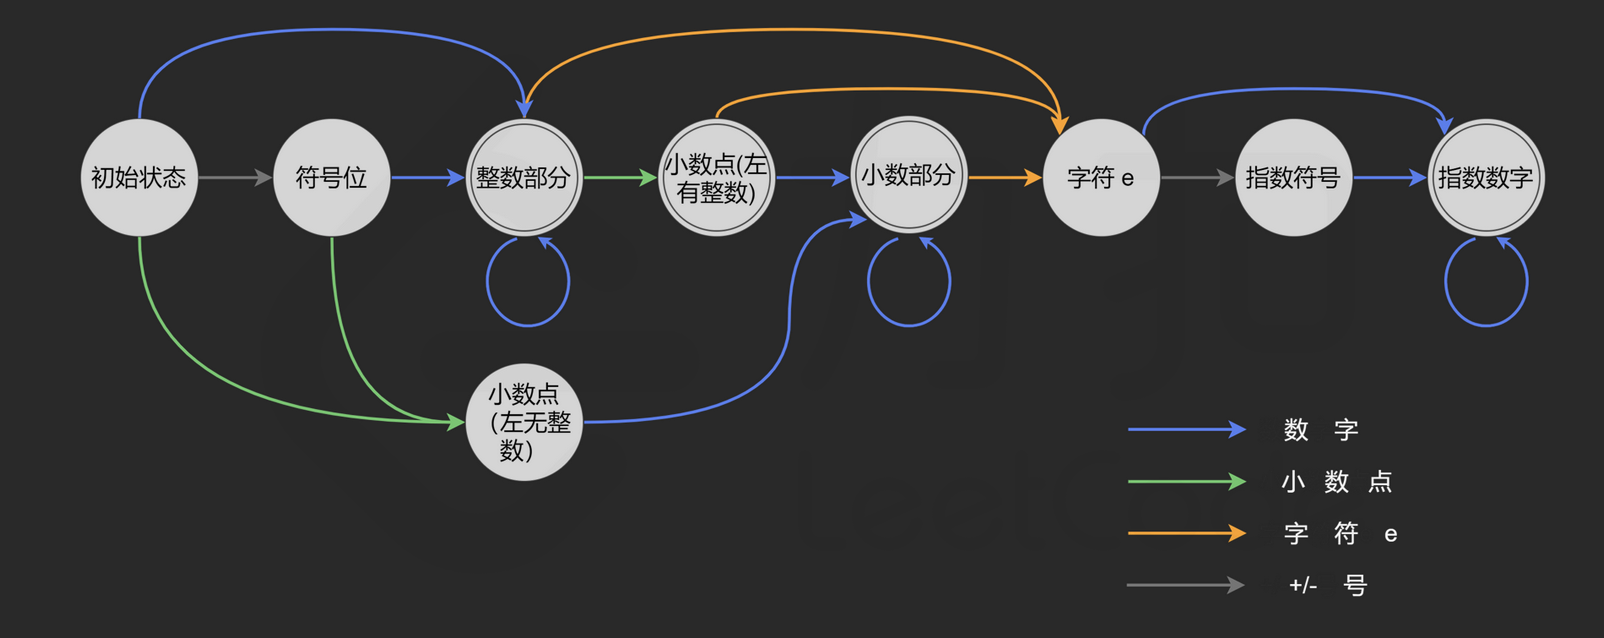 初始状态
符号位
整数部分
小数点(左
有整数)
小数部分
字符 e
指数符号
指数数字
小数点
（左无整
数）
数 字
小 数 点
字 符 e
+/- 号
LeetCode